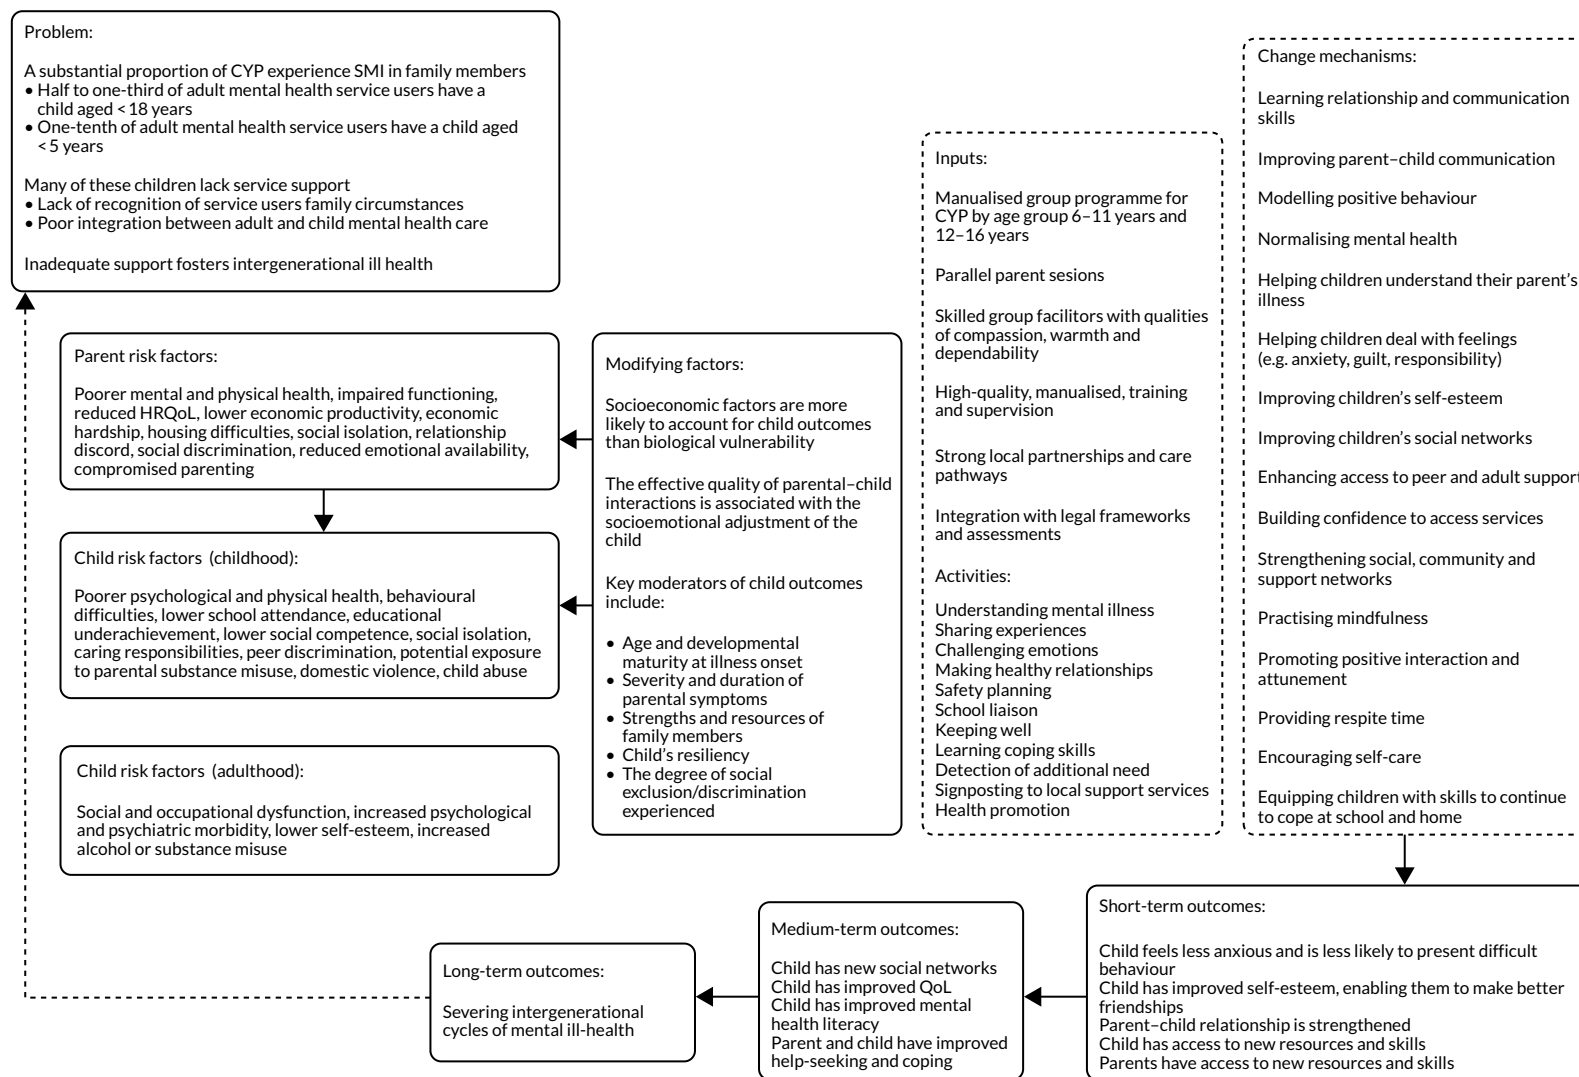 Problem:
A substantial proportion of CYP experience SMI in family members
• Half to one-third of adult mental health service users have a
child aged < 18 years
• One-tenth of adult mental health service users have a child aged
< 5 years
Many of these children lack service support
• Lack of recognition of service users family circumstances
• Poor integration between adult and child mental health care
Inadequate support fosters intergenerational ill health
Parent risk factors:
Poorer mental and physical health, impaired functioning,
reduced HRQoL, lower economic productivity, economic
hardship, housing difficulties, social isolation, relationship
discord, social discrimination, reduced emotional availability,
compromised parenting
Child risk factors (childhood):
Poorer psychological and physical health, behavioural
difficulties, lower school attendance, educational
underachievement, lower social competence, social isolation,
caring responsibilities, peer discrimination, potential exposure
to parental substance misuse, domestic violence, child abuse
Child risk factors (adulthood):
Social and occupational dysfunction, increased psychological
and psychiatric morbidity, lower self-esteem, increased
alcohol or substance misuse
Modifying factors:
Socioeconomic factors are more
likely to account for child outcomes
than biological vulnerability
The effective quality of parental–child
interactions is associated with the
socioemotional adjustment of the
child
Key moderators of child outcomes
include:
• Age and developmental
maturity at illness onset
• Severity and duration of
parental symptoms
• Strengths and resources of
family members
• Child's resiliency
• The degree of social
exclusion/discrimination
experienced
Inputs:
Manualised group programme for
CYP by age group 6–11 years and
12–16 years
Parallel parent sesions
Skilled group facilitors with qualities
of compassion, warmth and
dependability
High-quality, manualised, training
and supervision
Strong local partnerships and care
pathways
Integration with legal frameworks
and assessments
Activities:
Understanding mental illness
Sharing experiences
Challenging emotions
Making healthy relationships
Safety planning
School liaison
Keeping well
Learning coping skills
Detection of additional need
Signposting to local support services
Health promotion
Change mechanisms:
Learning relationship and communication
skills
Improving parent–child communication
Modelling positive behaviour
Normalising mental health
Helping children understand their parent's
illness
Helping children deal with feelings
(e.g. anxiety, guilt, responsibility)
Improving children's self-esteem
Improving children's social networks
Enhancing access to peer and adult support
Building confidence to access services
Strengthening social, community and
support networks
Practising mindfulness
Promoting positive interaction and
attunement
Providing respite time
Encouraging self-care
Equipping children with skills to continue
to cope at school and home
Short-term outcomes:
Child feels less anxious and is less likely to present difficult
behaviour
Child has improved self-esteem, enabling them to make better
friendships
Parent–child relationship is strengthened
Child has access to new resources and skills
Parents have access to new resources and skills
Medium-term outcomes:
Child has new social networks
Child has improved QoL
Child has improved mental
health literacy
Parent and child have improved
help-seeking and coping
Long-term outcomes:
Severing intergenerational
cycles of mental ill-health